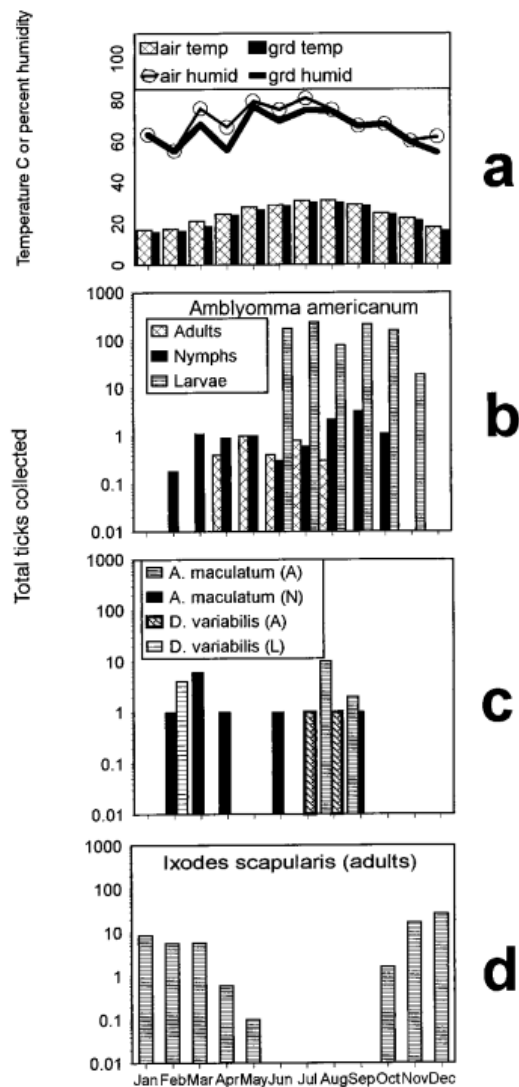 Temperature C or percent humidity
100
80
60
40
20
0
air temp grd temp
air humid grd humid
a
Total ticks collected
1000
100
10
1
0.1
0.01
Amblyomma americanum
Adults
Nymphs
Larvae
b
1000
100
10
1
0.1
0.01
A. maculatum (A)
A. maculatum (N)
D. variabilis (A)
D. variabilis (L)
c
1000
100
10
1
0.1
0.01
Ixodes scapularis (adults)
d
Jan Feb Mar Apr May Jun Jul Aug Sep Oct Nov Dec